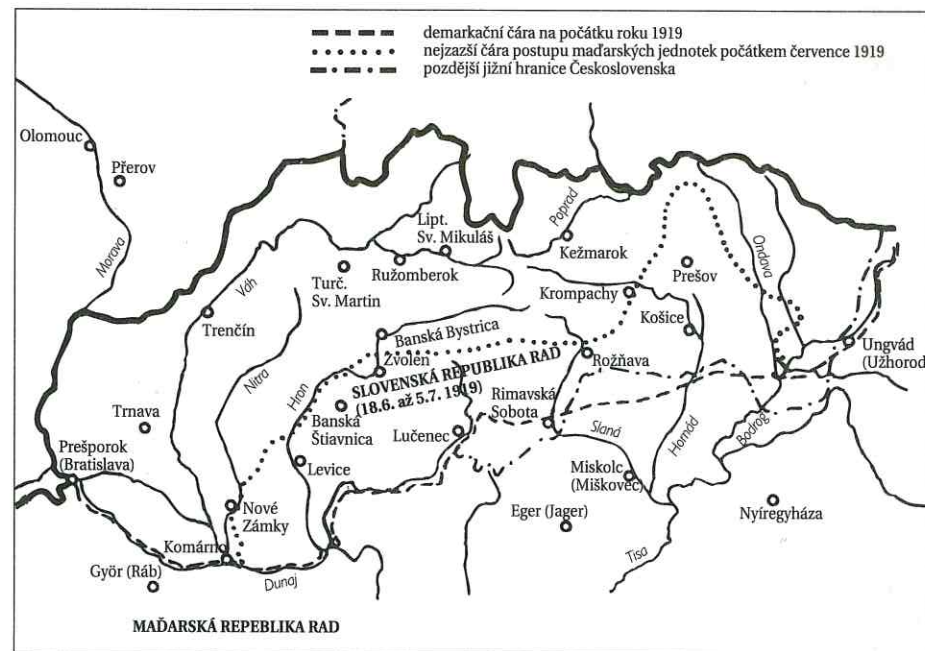 demarkační čára na počátku roku 1919
nejzazší čára postupu maďarských jednotek počátkem července 1919
pozdější jižní hranice Československa
Olomouc
Přerov
Morava
Lipt.
Sv. Mikuláš
Poprad
Kežmarok
Ondava
Váh
Turč.
Sv. Martin
Ružomberok
Prešov
Krompachy
Trenčín
Nitra
Banská Bystrica
Košice
Zvolen
Rožňava
Ungvád
(Užhorod)
Hron
SLOVENSKÁ REPUBLIKA RAD
(18.6. až 5.7. 1919)
Trnava
Banská
Štiavnica
Lučenec
Rimavská
Sobota
Slaná
Hornád
Bodrog
Prešporok
(Bratislava)
Levice
Miskolc
(Miškovec)
Nové
Zámky
Eger (Jager)
Nyíregyháza
Komárno
Györ (Ráb)
Dunaj
Tisa
MAĎARSKÁ REPEBLIKA RAD